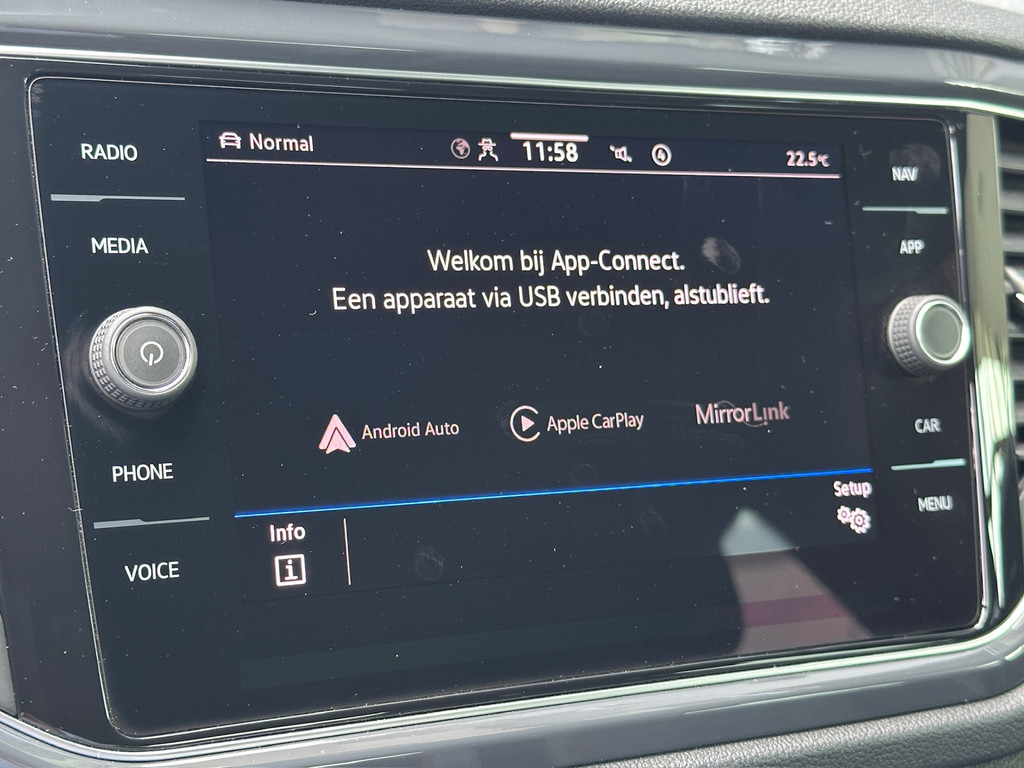 RADIO
MEDIA
PHONE
VOICE
Normal
11:58
4
22.5°C
Welkom bij App-Connect.
Een apparaat via USB verbinden, alstublieft.
Android Auto
Apple CarPlay
MirrorLink
Info
Setup
NAV
APP
CAR
MENU